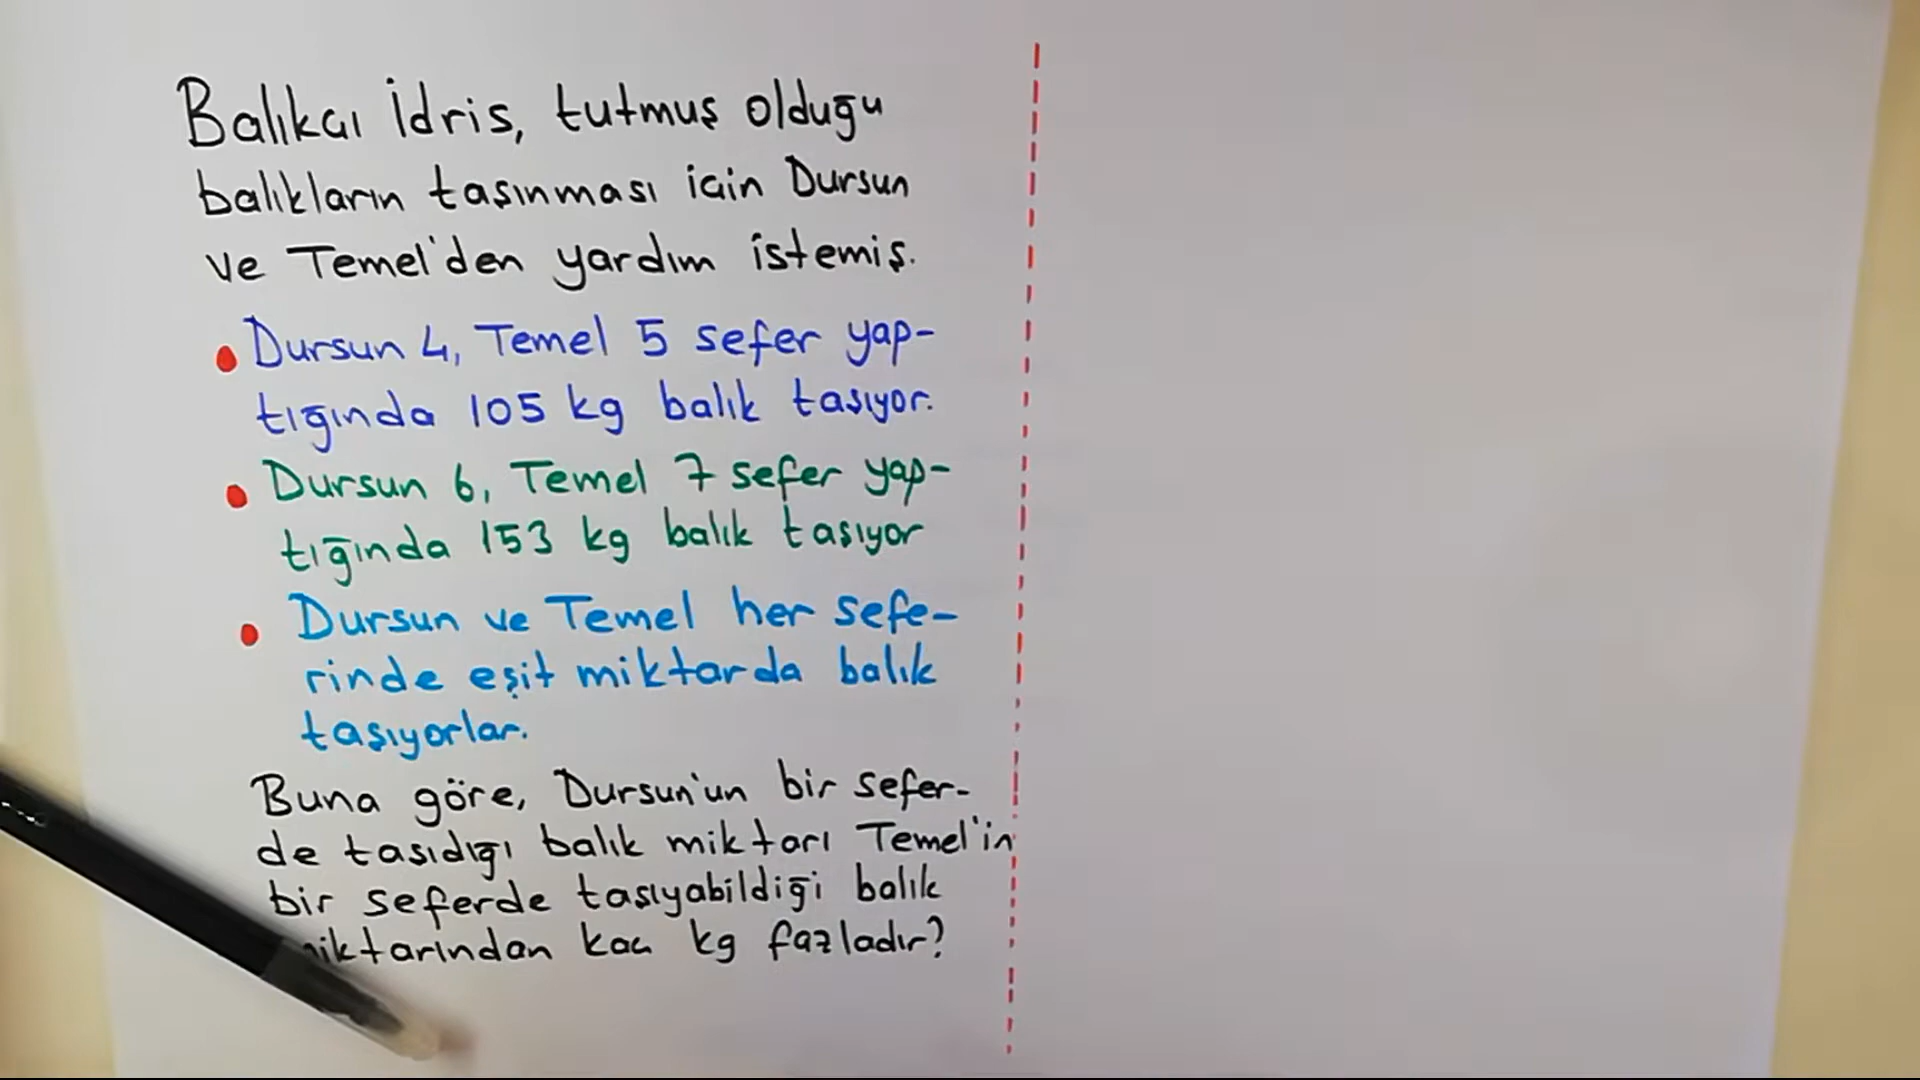 Balıkçı İdris, tutmuş olduğu
balıkların taşınması için Dursun
ve Temel'den yardım istemiş.
• Dursun 4, Temel 5 sefer yap-
tığında 105 kg balık taşıyor.
• Dursun 6, Temel 7 sefer yap-
tığında 153 kg balık taşıyor
• Dursun ve Temel her sefe-
rinde eşit miktarda balık
taşıyorlar.
Buna göre, Dursun'un bir sefer-
de taşıdığı balık miktarı Temel'in
bir seferde taşıyabildiği balık
miktarından kaç kg fazladır?